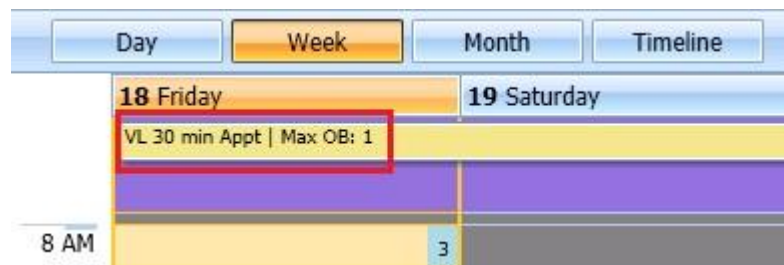 Day Week Month Timeline
18 Friday 19 Saturday
VL 30 min Appt | Max OB: 1
8 AM 3